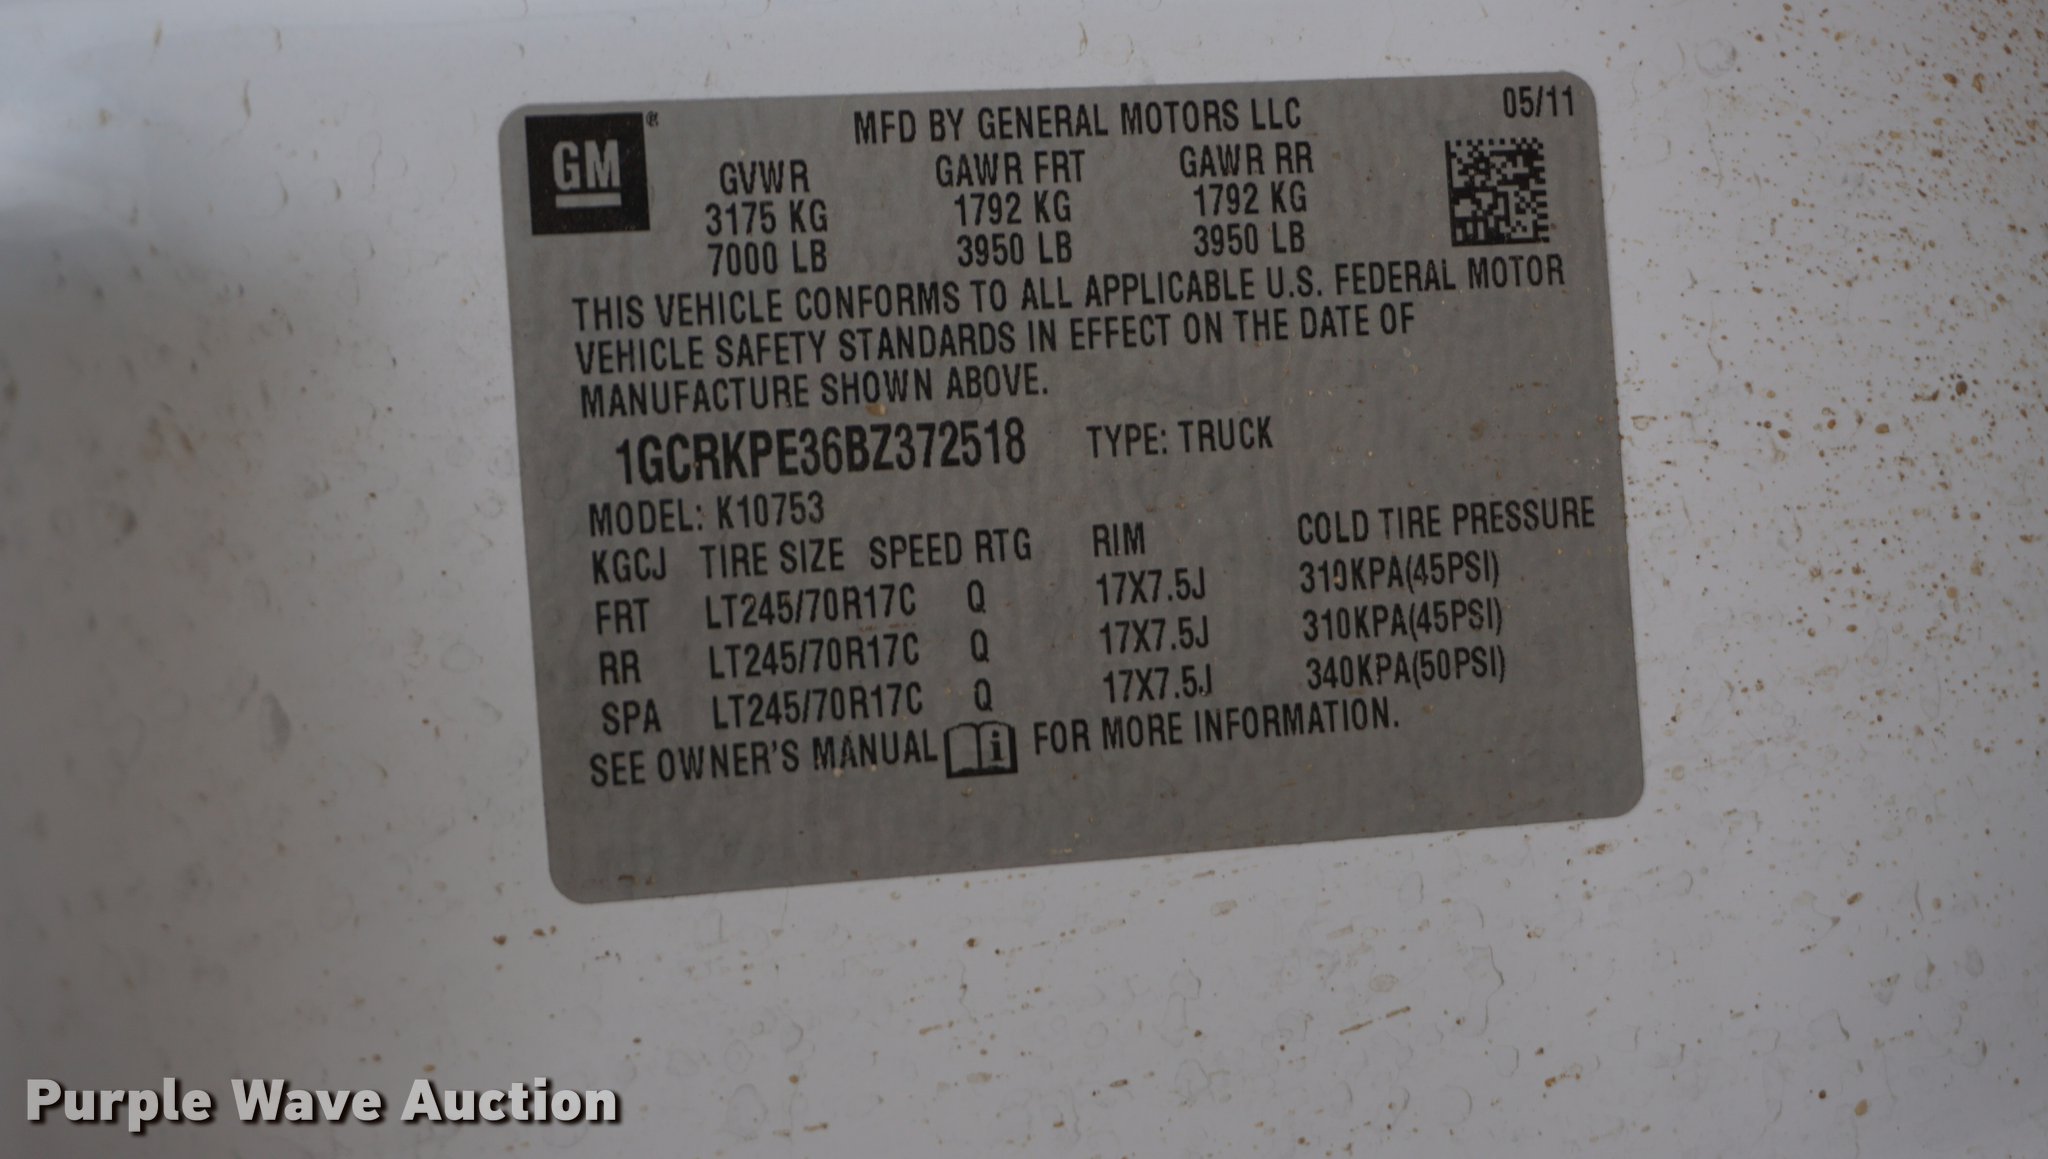 GM®
MFD BY GENERAL MOTORS LLC 05/11
GVWR GAWR FRT GAWR RR
3175 KG 1792 KG 1792 KG
7000 LB 3950 LB 3950 LB
THIS VEHICLE CONFORMS TO ALL APPLICABLE U.S. FEDERAL MOTOR
VEHICLE SAFETY STANDARDS IN EFFECT ON THE DATE OF
MANUFACTURE SHOWN ABOVE.
1GCRKPE36BZ372518 TYPE: TRUCK
MODEL: K10753
KGCJ TIRE SIZE SPEED RTG RIM COLD TIRE PRESSURE
FRT LT245/70R17C Q 17X7.5J 310KPA(45PSI)
RR LT245/70R17C Q 17X7.5J 310KPA(45PSI)
SPA LT245/70R17C Q 17X7.5J 340KPA(50PSI)
SEE OWNER'S MANUAL i FOR MORE INFORMATION.
Purple Wave Auction